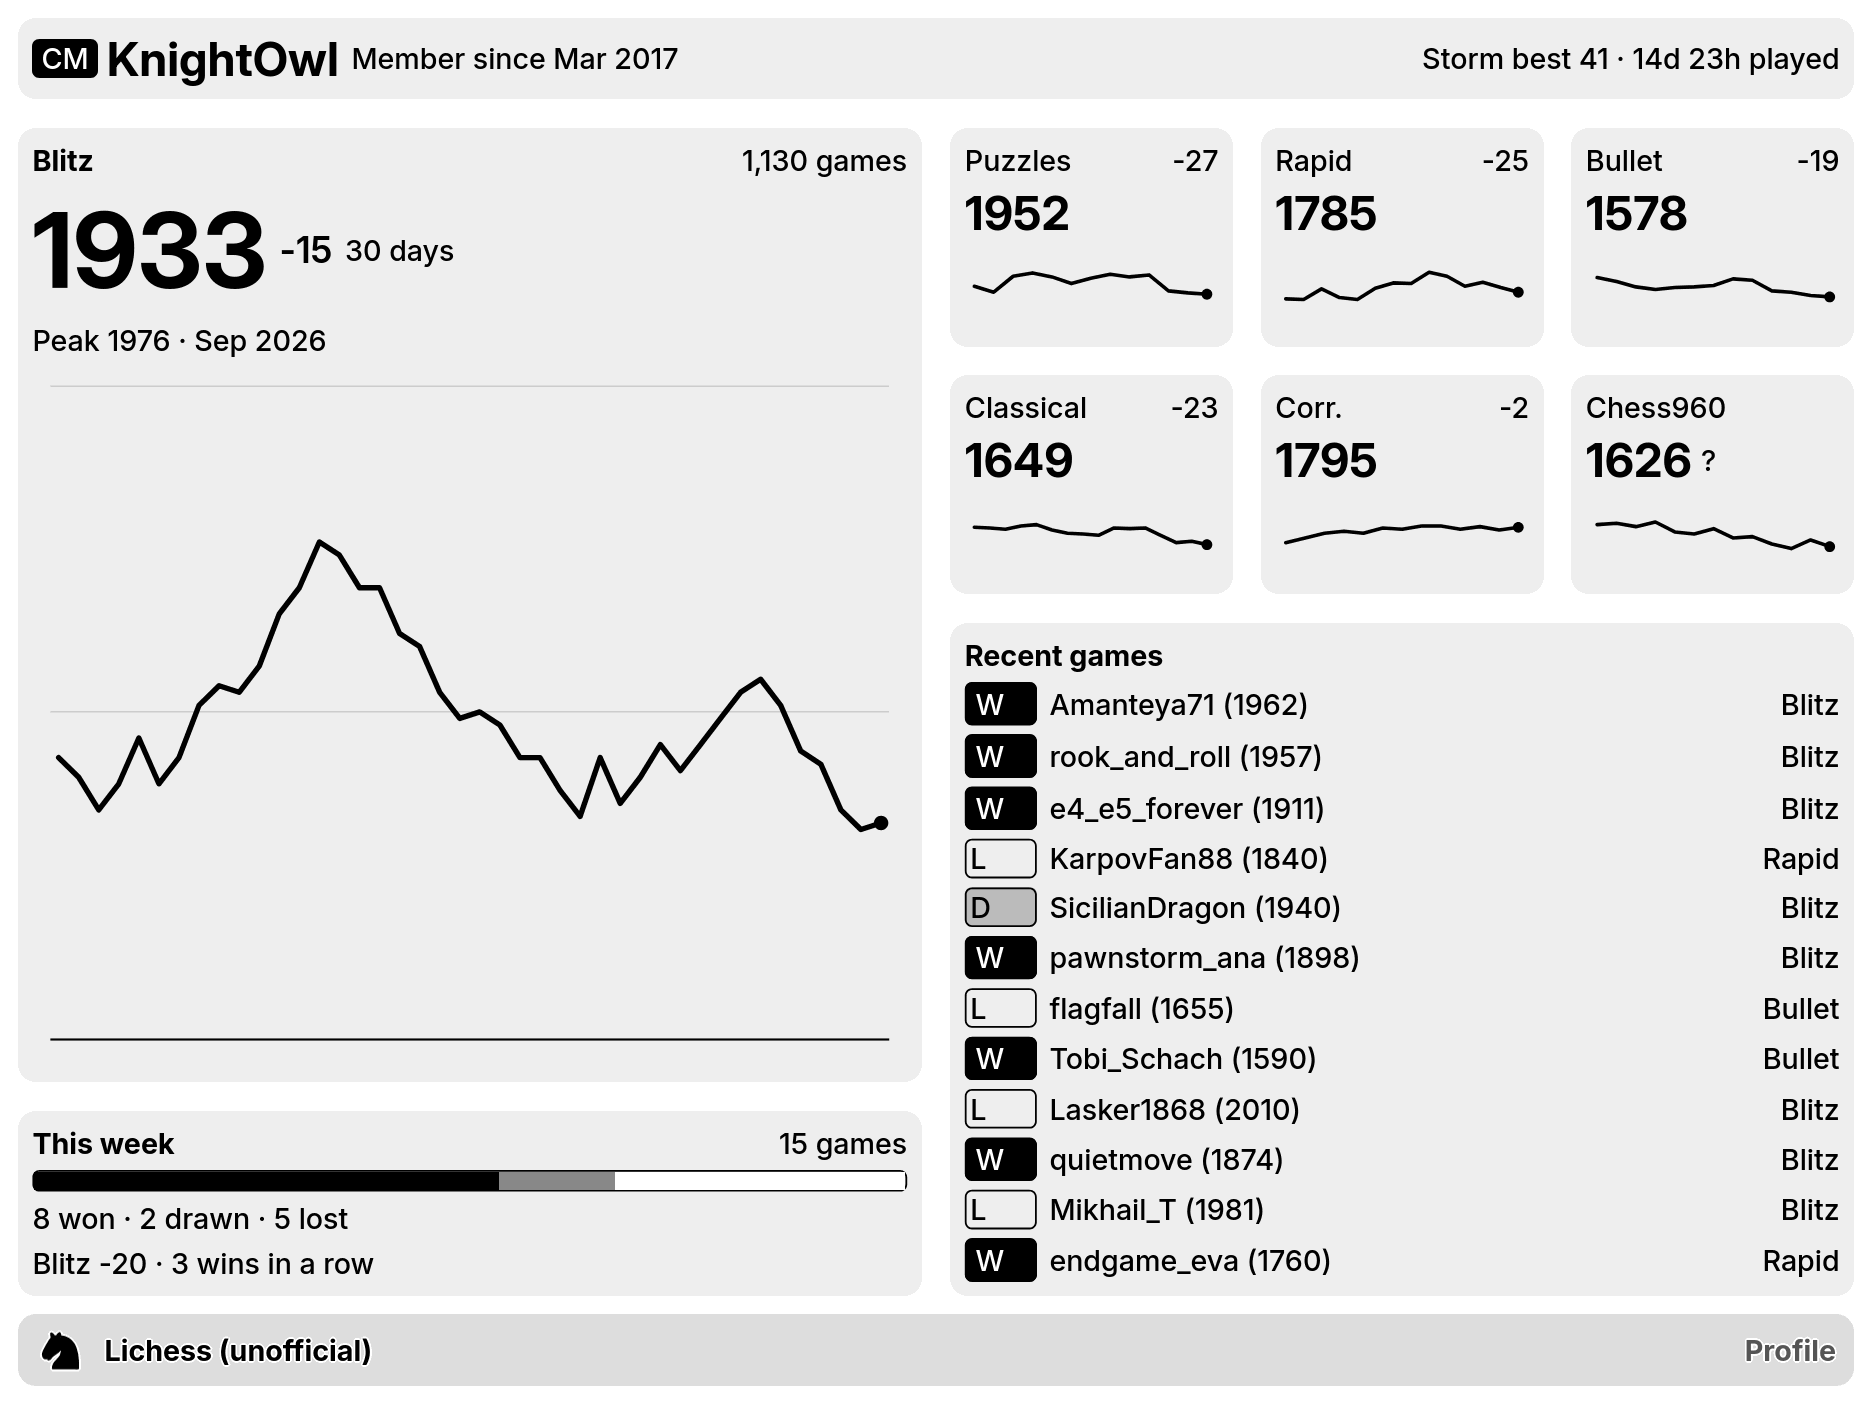 CM KnightOwl Member since Mar 2017
Storm best 41 · 14d 23h played
Blitz 1,130 games
1933 -15 30 days
Peak 1976 · Sep 2026
This week 15 games
8 won · 2 drawn · 5 lost
Blitz -20 · 3 wins in a row
Puzzles -27
1952
Rapid -25
1785
Bullet -19
1578
Classical -23
1649
Corr. -2
1795
Chess960
1626 ?
Recent games
W Amanteya71 (1962) Blitz
W rook_and_roll (1957) Blitz
W e4_e5_forever (1911) Blitz
L KarpovFan88 (1840) Rapid
D SicilianDragon (1940) Blitz
W pawnstorm_ana (1898) Blitz
L flagfall (1655) Bullet
W Tobi_Schach (1590) Bullet
L Lasker1868 (2010) Blitz
W quietmove (1874) Blitz
L Mikhail_T (1981) Blitz
W endgame_eva (1760) Rapid
Lichess (unofficial) Profile